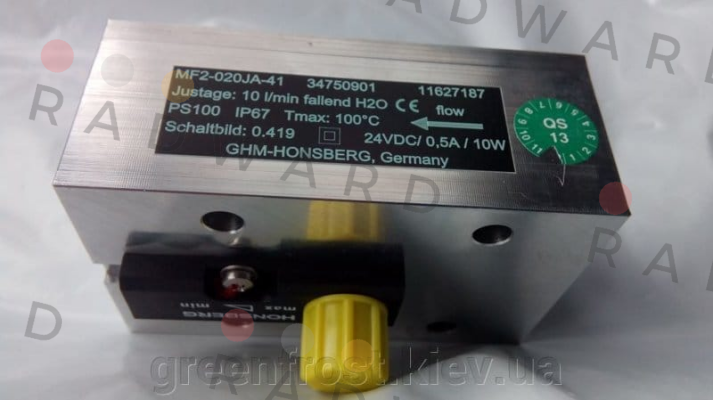 MF2-020JA-41 34750901 11627187
Justage: 10 l/min fallend H2O CE flow
PS100 IP67 Tmax: 100°C
Schaltbild: 0.419 24VDC/ 0,5A / 10W
GHM-HONSBERG, Germany
QS
13
max min
HONSBERG
RADWARD
greenfrost.kiev.ua